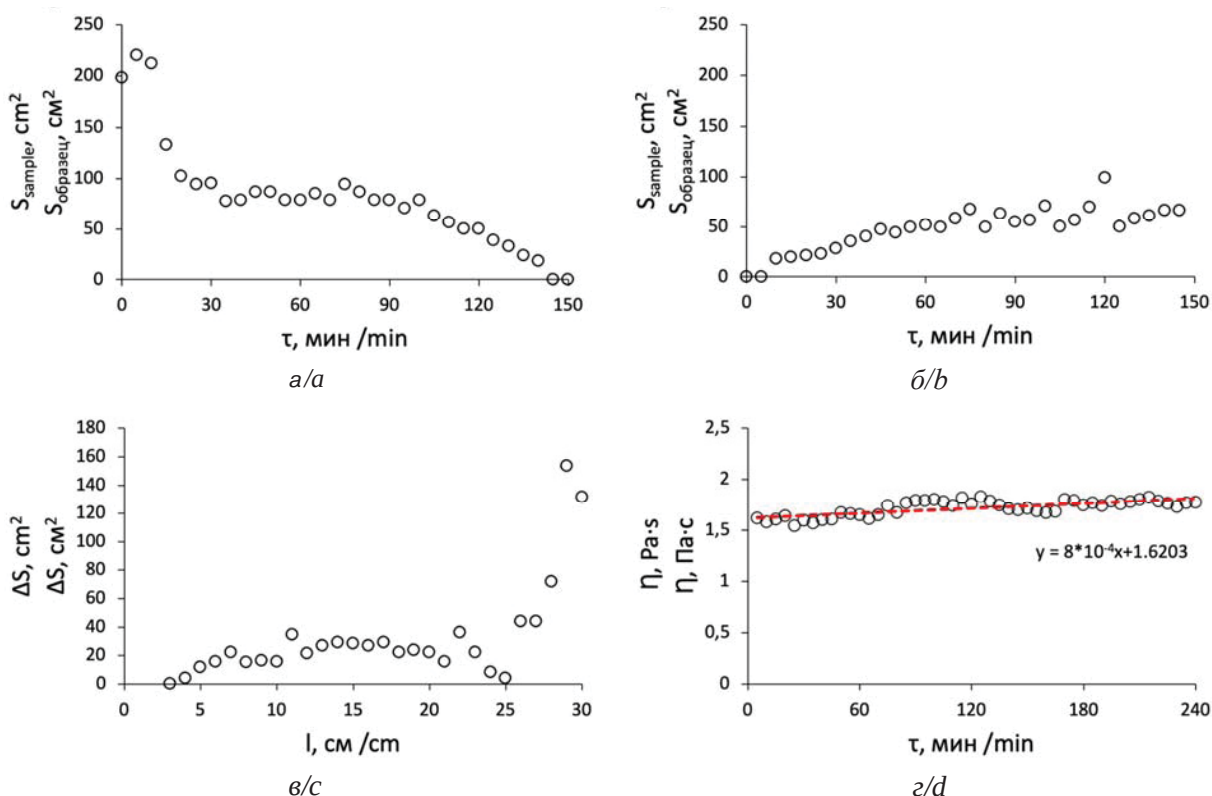 250
200
150
100
50
0
S_sample, cm²
S_образец, см²
0 30 60 90 120 150
τ, мин /min
а/a
250
200
150
100
50
0
S_sample, cm²
S_образец, см²
0 30 60 90 120 150
τ, мин /min
б/b
180
160
140
120
100
80
60
40
20
0
ΔS, cm²
ΔS, см²
0 5 10 15 20 25 30
l, см /cm
в/c
2,5
2
1,5
1
0,5
0
η, Pa·s
η, Па·с
y = 8*10⁻⁴x+1.6203
0 60 120 180 240
τ, мин /min
г/d